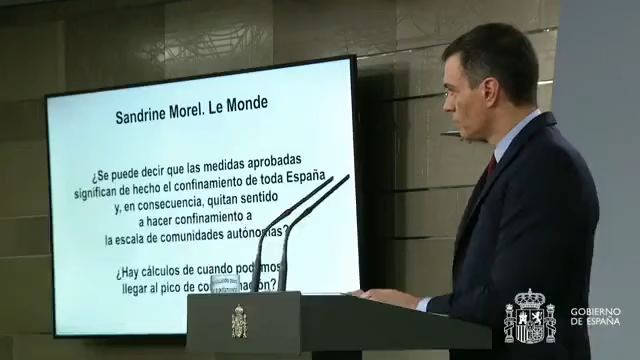 Sandrine Morel. Le Monde
¿Se puede decir que las medidas aprobadas
significan de hecho el confinamiento de toda España
y, en consecuencia, quitan sentido
a hacer confinamiento a
la escala de comunidades autónomas?
¿Hay cálculos de cuando podemos
llegar al pico de
GOBIERNO
DE ESPAÑA